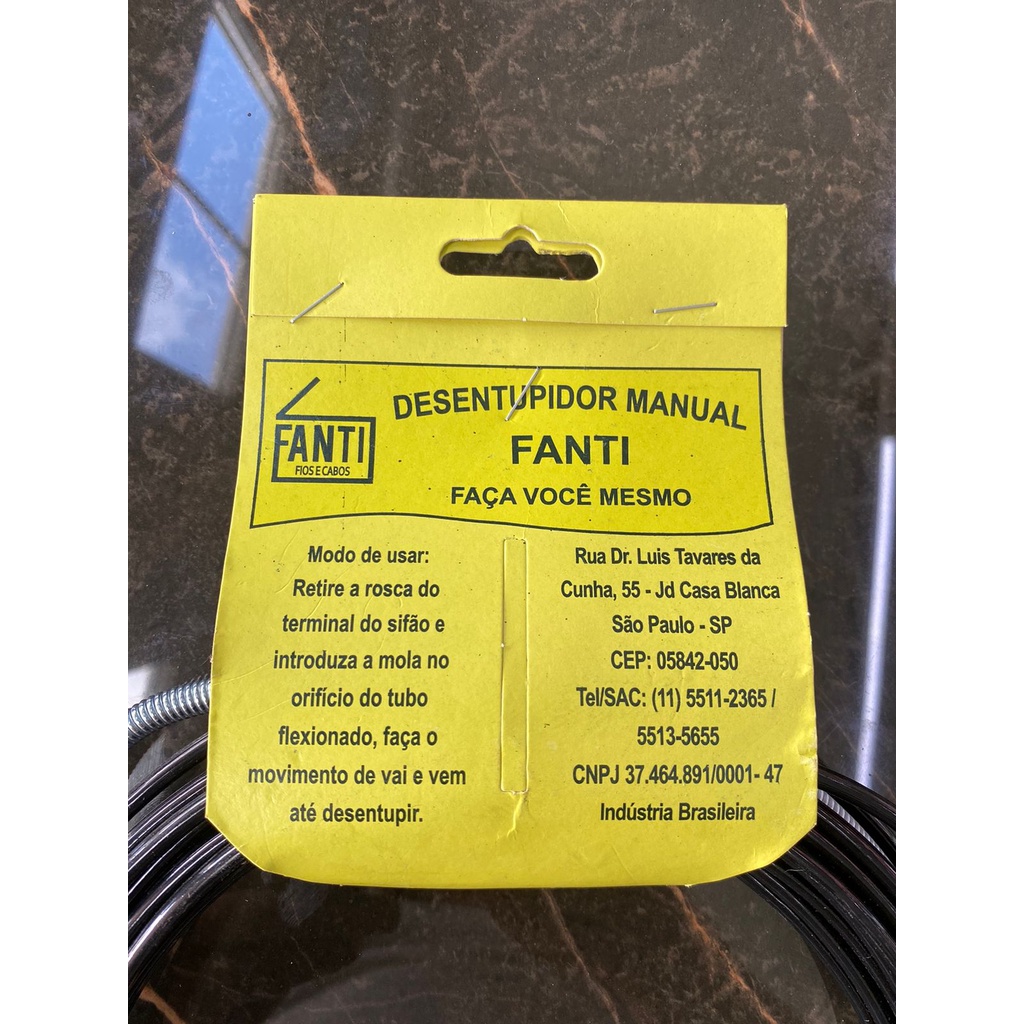 FANTI
FIOS E CABOS
DESENTUPIDOR MANUAL
FANTI
FAÇA VOCÊ MESMO
Modo de usar:
Retire a rosca do
terminal do sifão e
introduza a mola no
orifício do tubo
flexionado, faça o
movimento de vai e vem
até desentupir.
Rua Dr. Luis Tavares da
Cunha, 55 - Jd Casa Blanca
São Paulo - SP
CEP: 05842-050
Tel/SAC: (11) 5511-2365 /
5513-5655
CNPJ 37.464.891/0001- 47
Indústria Brasileira